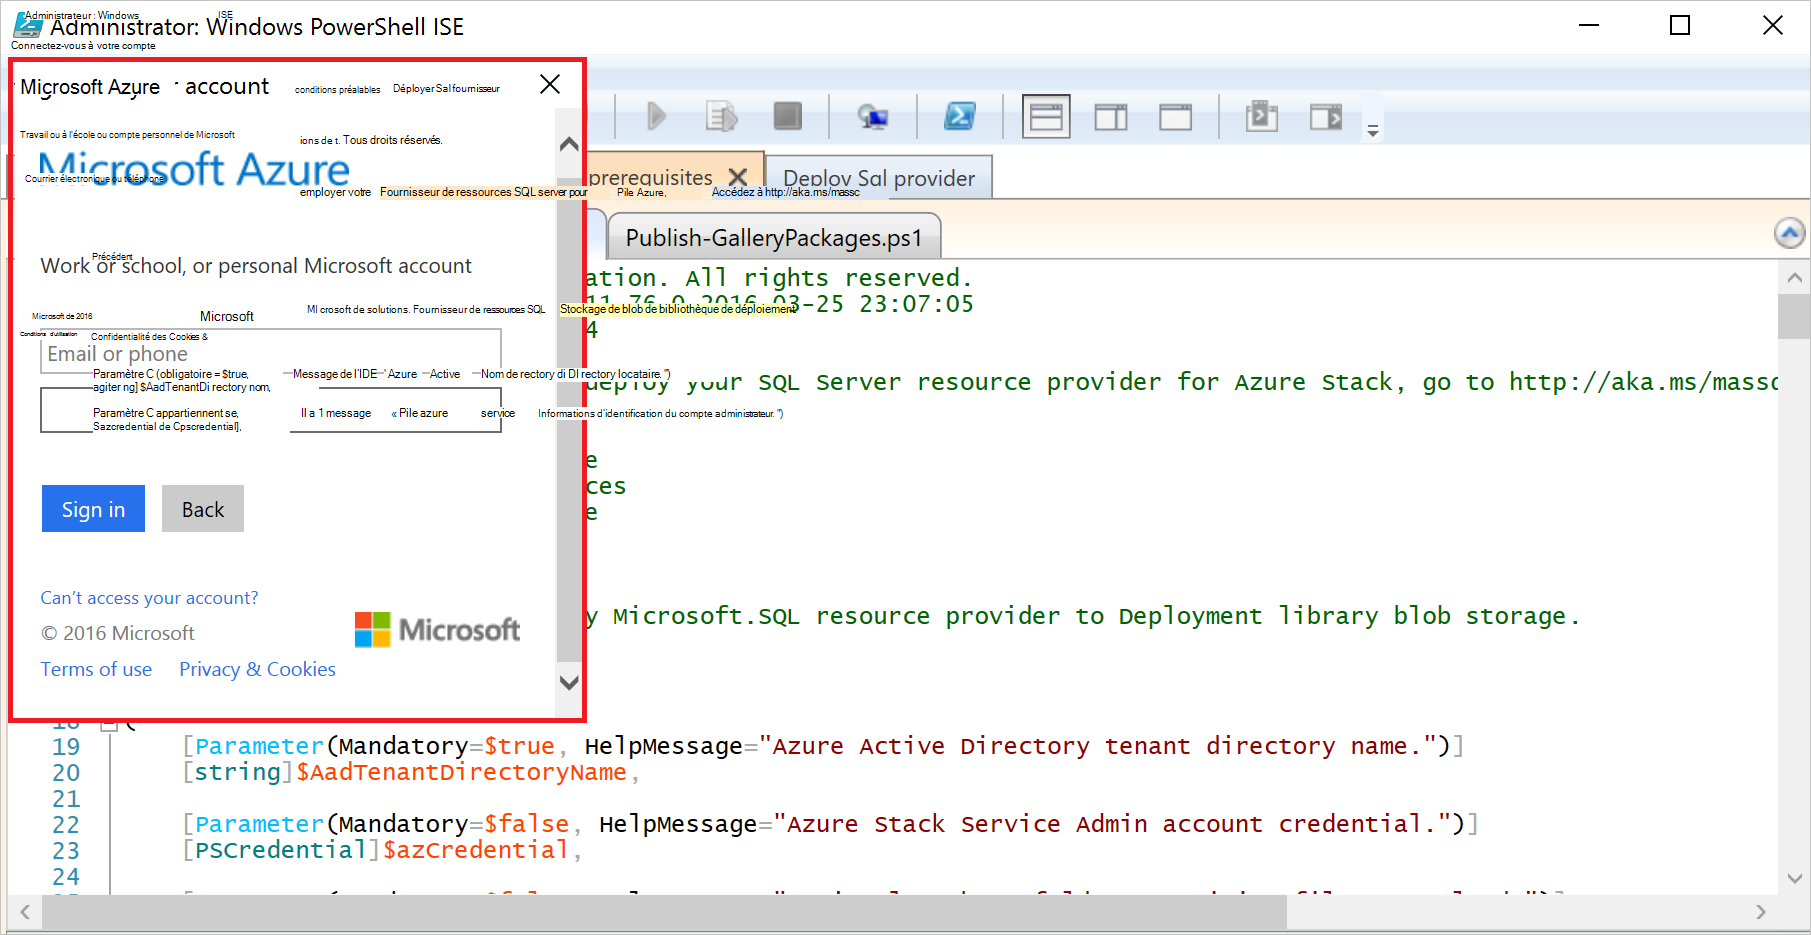 Administrateur : Windows ISE
Administrator: Windows PowerShell ISE
Connectez-vous à votre compte
Microsoft Azure account
conditions préalables Déployer Sal fournisseur
Travail ou à l'école ou compte personnel de Microsoft
ions de t. Tous droits réservés.
Microsoft Azure
Courrier électronique ou téléphone
prerequisites
Deploy Sql provider
employer votre Fournisseur de ressources SQL server pour Pile Azure, Accédez à http://aka.ms/massc
Publish-GalleryPackages.ps1
Précédent
Work or school, or personal Microsoft account
ation. All rights reserved.
11.76.0 2016-03-25 23:07:05
4
Microsoft de 2016 Microsoft MI crosoft de solutions. Fournisseur de ressources SQL Stockage de blob de bibliothèque de déploiement
Conditions d'utilisation Confidentialité des Cookies &
Email or phone
Paramètre C (obligatoire = $true, Message de l'IDE " Azure Active Nom de rectory di DI rectory locataire. ")
agiter ng] $AadTenantDi rectory nom,
deploy your SQL Server resource provider for Azure Stack, go to http://aka.ms/massc
Paramètre C appartiennent se, Il a 1 message « Pile azure service Informations d'identification du compte administrateur. ")
Sazcredential de Cpscredential],
e
ces
e
Sign in Back
Can't access your account?
y Microsoft.SQL resource provider to Deployment library blob storage.
© 2016 Microsoft
Microsoft
Terms of use Privacy & Cookies
18 (
19 [Parameter(Mandatory=$true, HelpMessage="Azure Active Directory tenant directory name.")]
20 [string]$AadTenantDirectoryName,
21
22 [Parameter(Mandatory=$false, HelpMessage="Azure Stack Service Admin account credential.")]
23 [PSCredential]$azCredential,
24